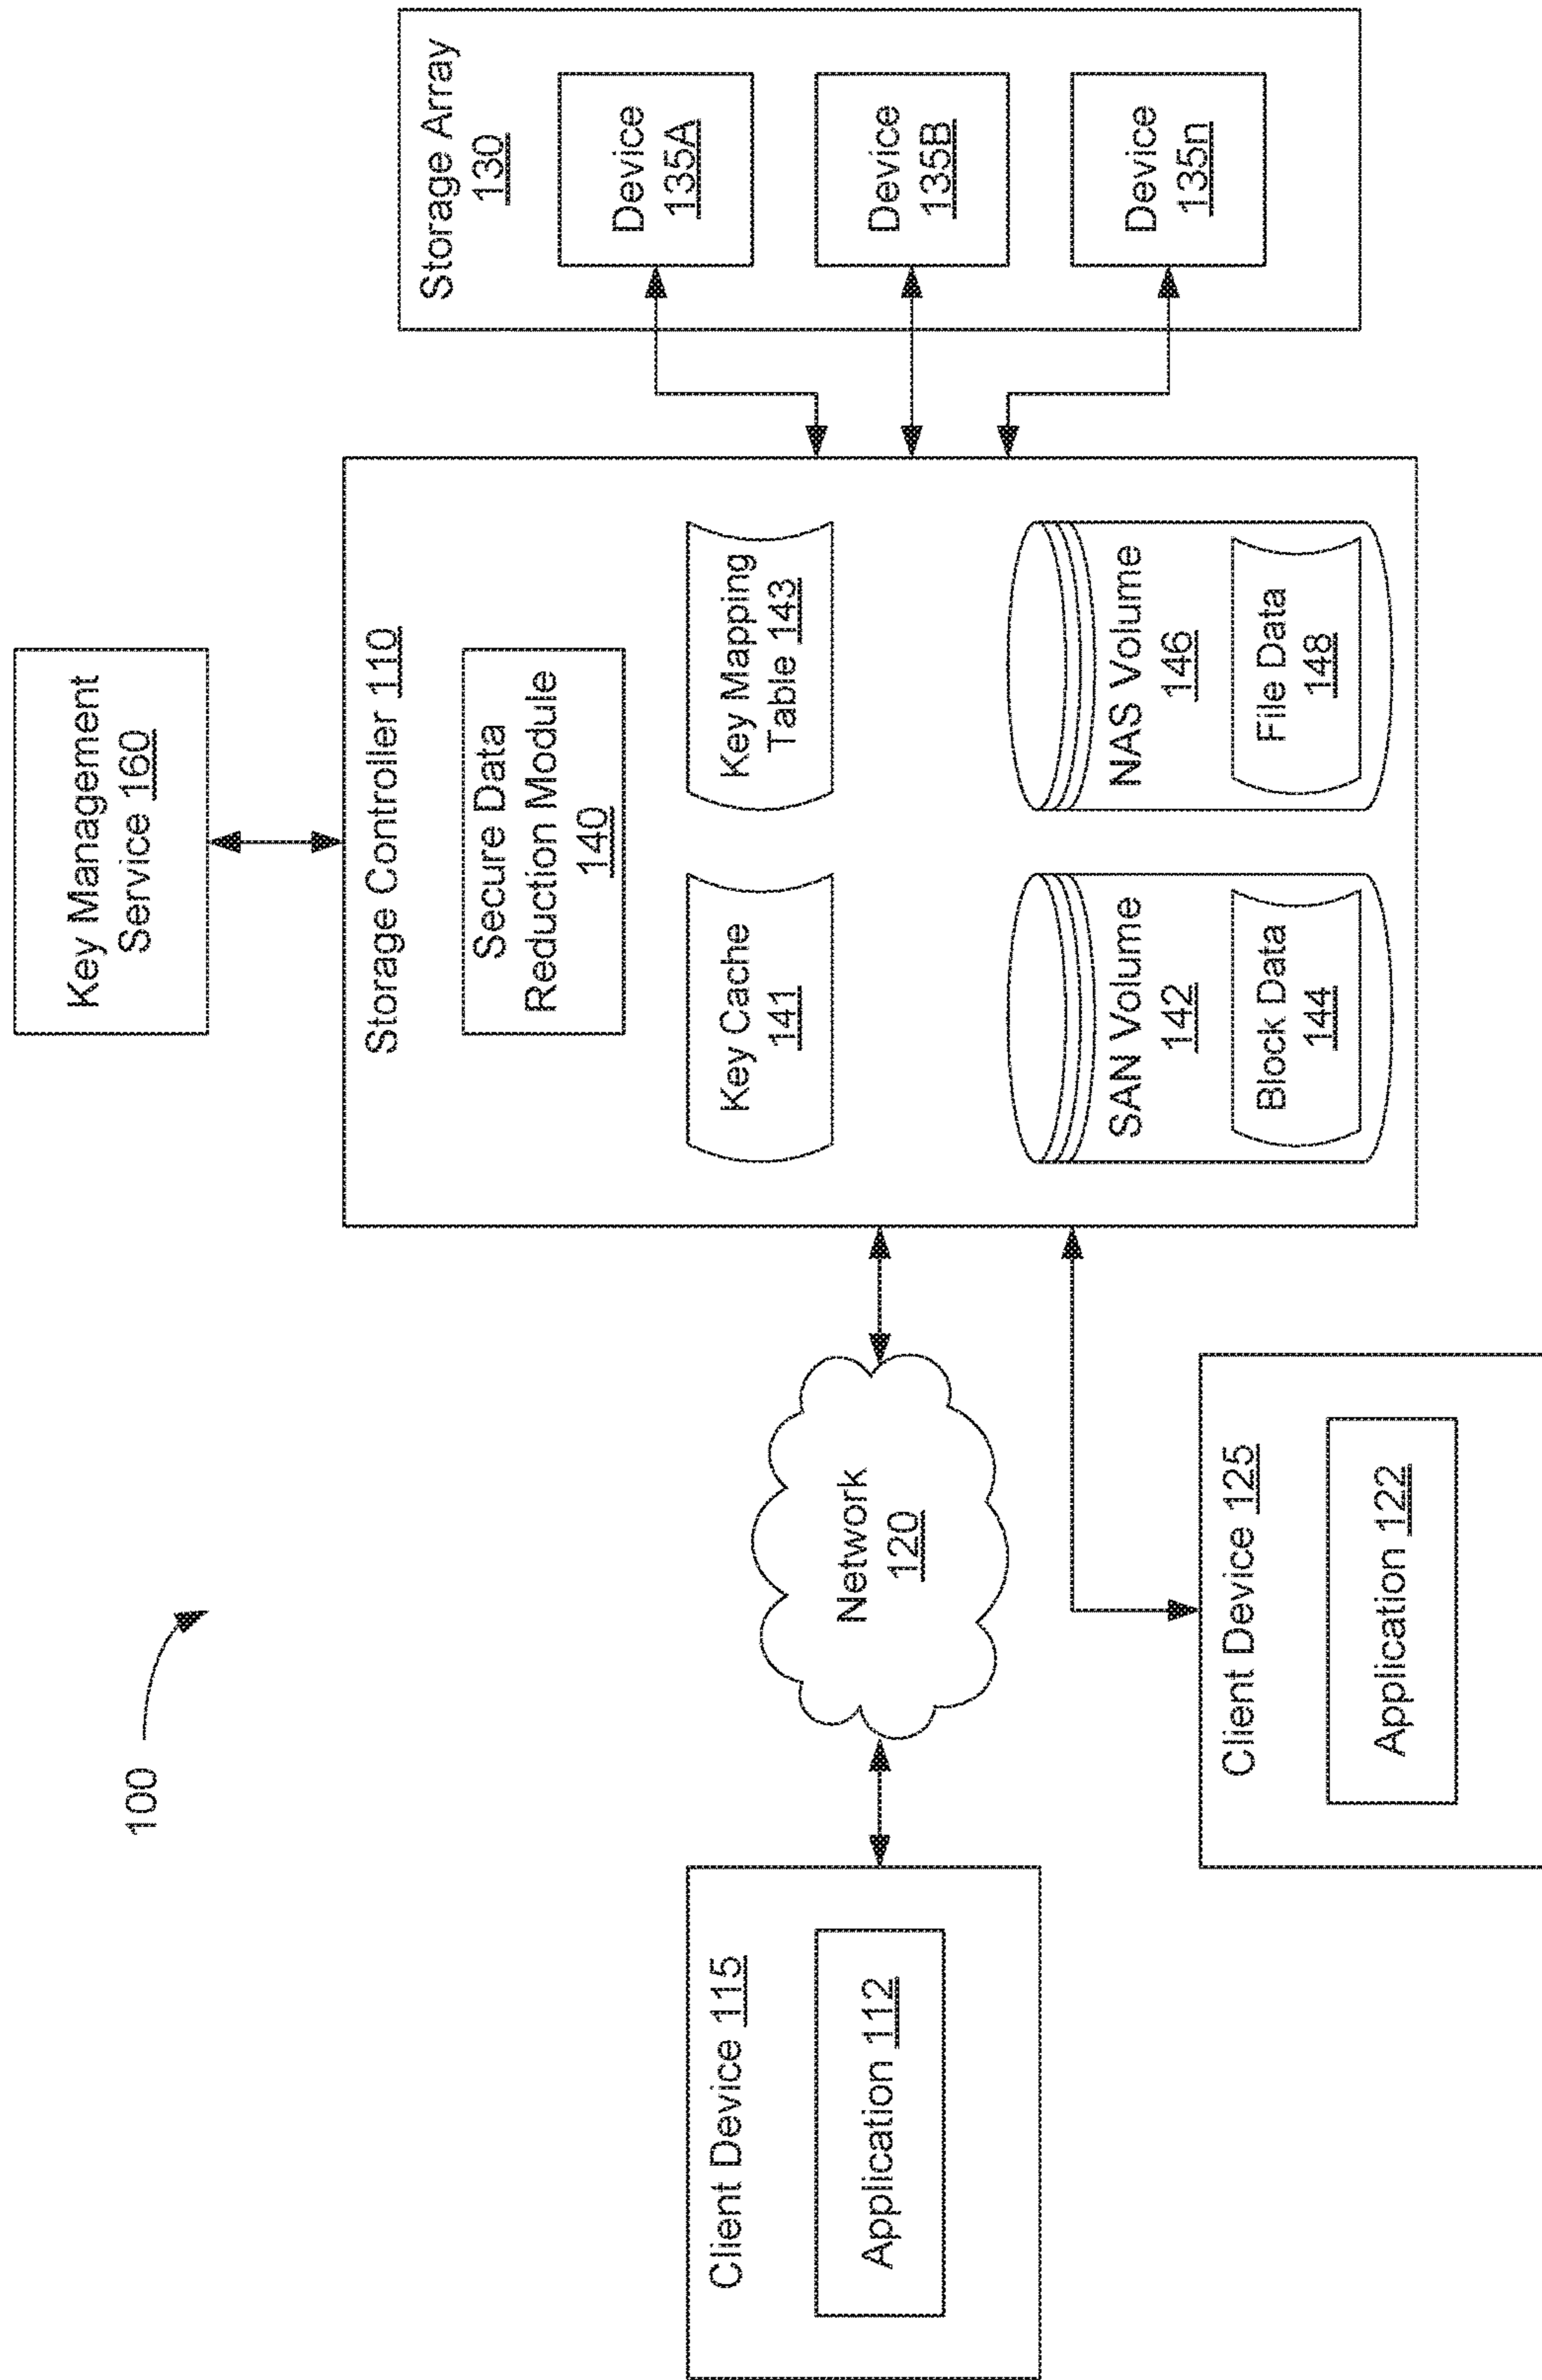 100
Key Management
Service 160
Storage Controller 110
Secure Data
Reduction Module
140
Key Cache
141
Key Mapping
Table 143
SAN Volume
142
Block Data
144
NAS Volume
146
File Data
148
Storage Array
130
Device
135A
Device
135B
Device
135n
Network
120
Client Device 115
Application 112
Client Device 125
Application 122